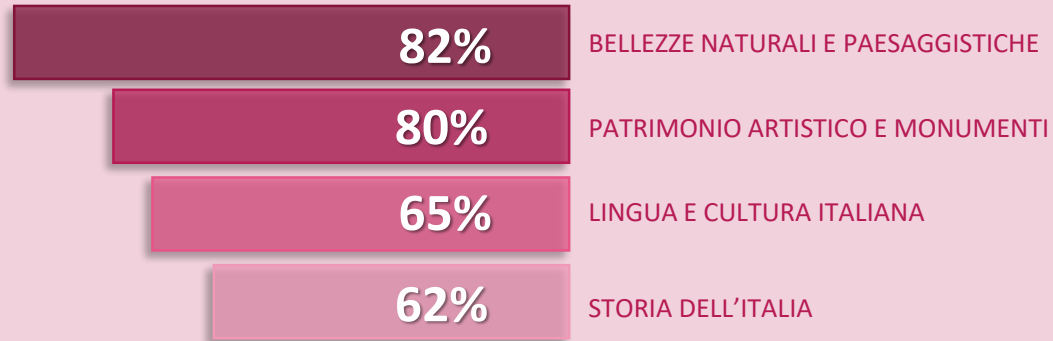 82% BELLEZZE NATURALI E PAESAGGISTICHE
80% PATRIMONIO ARTISTICO E MONUMENTI
65% LINGUA E CULTURA ITALIANA
62% STORIA DELL’ITALIA